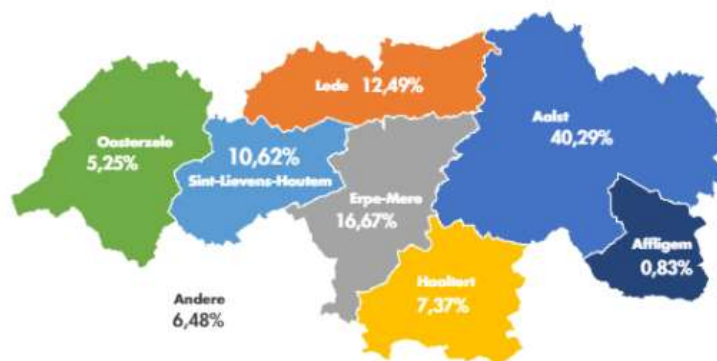 Lede 12,49%
Aalst
40,29%
Oosterzele
5,25%
10,62%
Sint-Lievens-Houtem
Erpe-Mere
16,67%
Affligem
0,83%
Haaltert
7,37%
Andere
6,48%